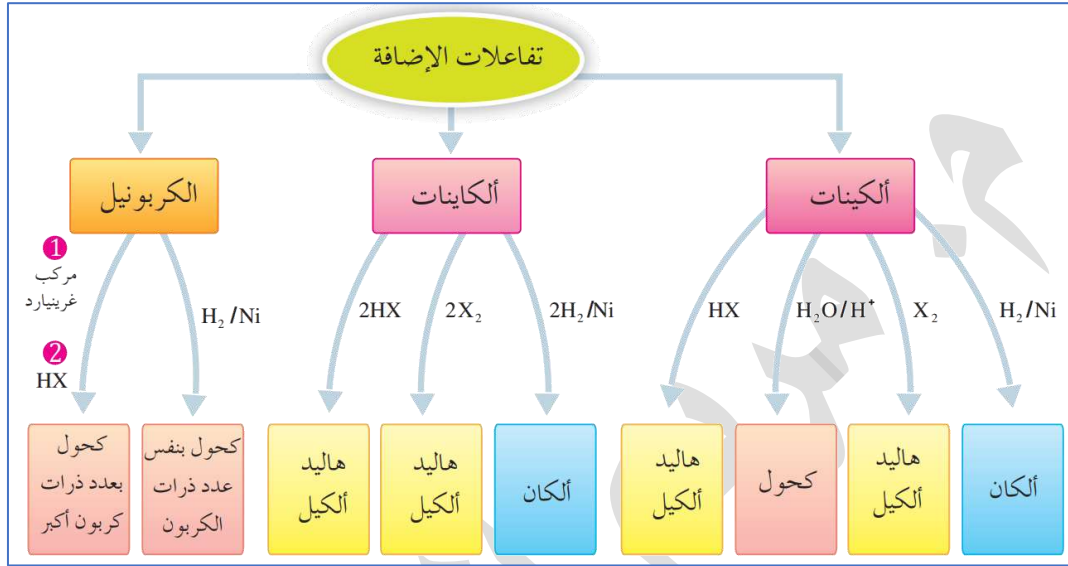 تفاعلات الإضافة
ألكينات
ألكاينات
الكربونيل
H₂/Ni
X₂
H₂O/H⁺
HX
2H₂/Ni
2X₂
2HX
H₂/Ni
1
مركب
غرينيارد
2
HX
ألكان
هاليد
ألكيل
كحول
هاليد
ألكيل
ألكان
هاليد
ألكيل
هاليد
ألكيل
كحول بنفس
عدد ذرات
الكربون
كحول
بعدد ذرات
كربون أكبر